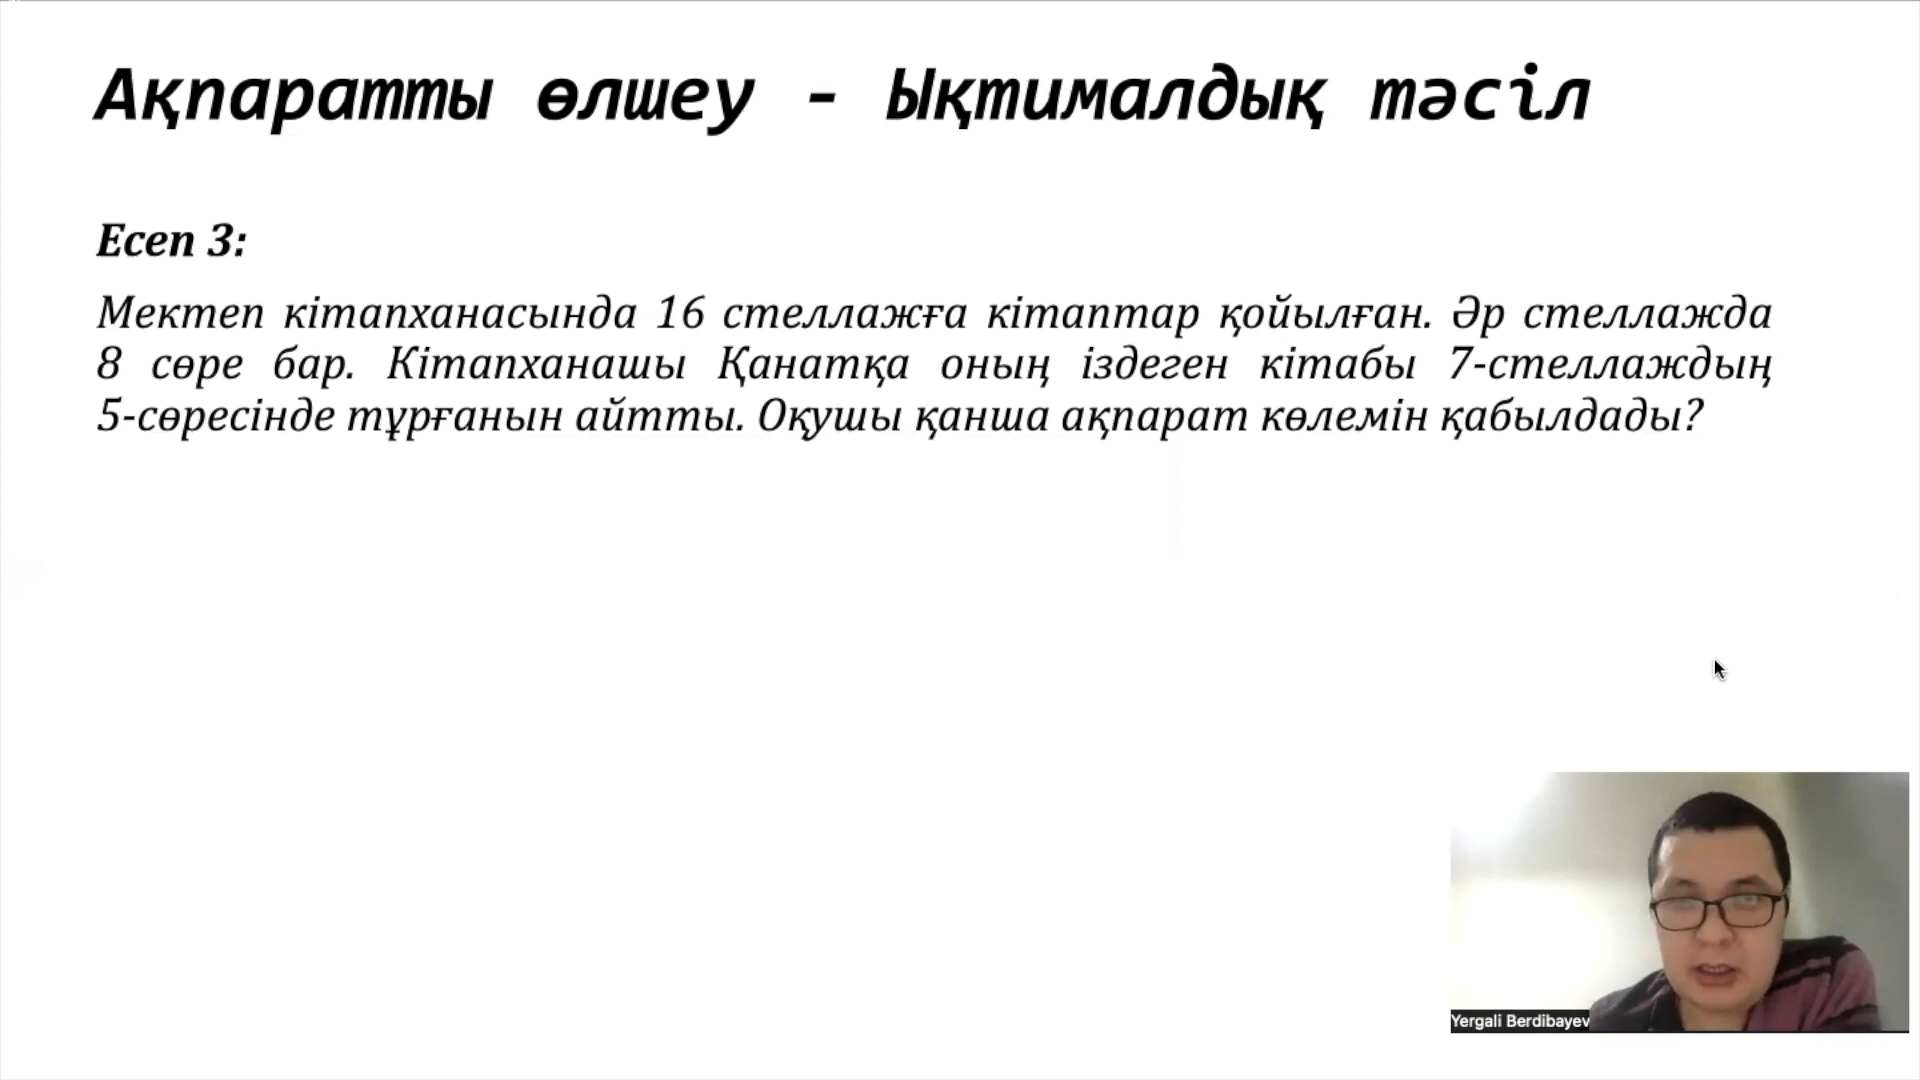 Ақпаратты өлшеу - Ықтималдық тәсіл
Есеп 3:
Мектеп кітапханасында 16 стеллажға кітаптар қойылған. Әр стеллажда
8 сөре бар. Кітапханашы Қанатқа оның іздеген кітабы 7-стеллаждың
5-сөресінде тұрғанын айтты. Оқушы қанша ақпарат көлемін қабылдады?
Yergali Berdibayev